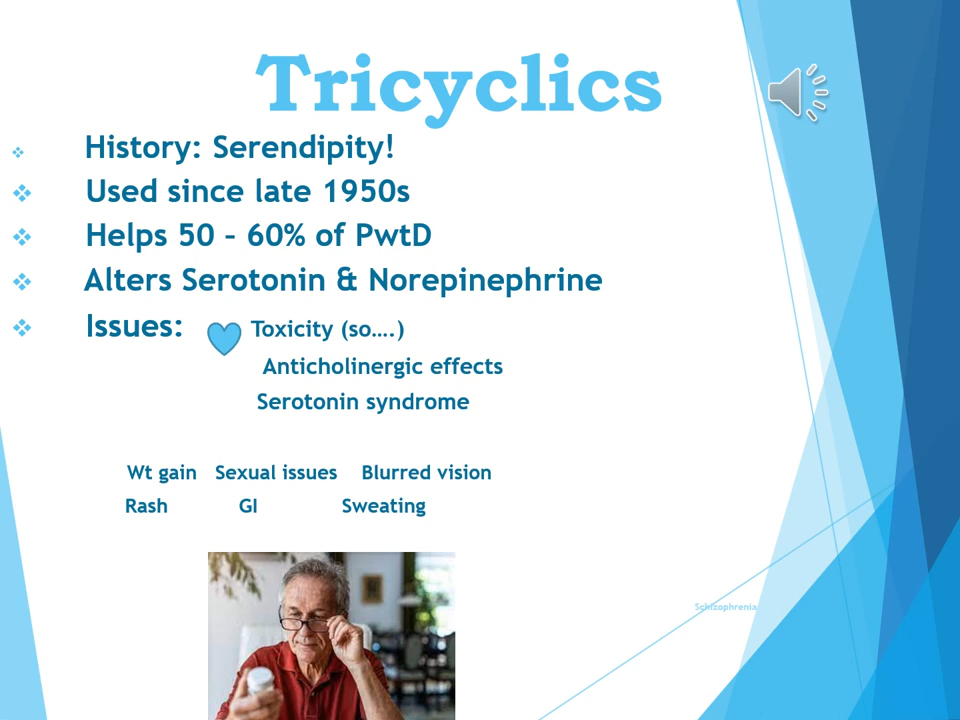 Tricyclics
History: Serendipity!
Used since late 1950s
Helps 50 – 60% of PwtD
Alters Serotonin & Norepinephrine
Issues: Toxicity (so….)
Anticholinergic effects
Serotonin syndrome
Wt gain Sexual issues Blurred vision
Rash GI Sweating
Schizophrenia